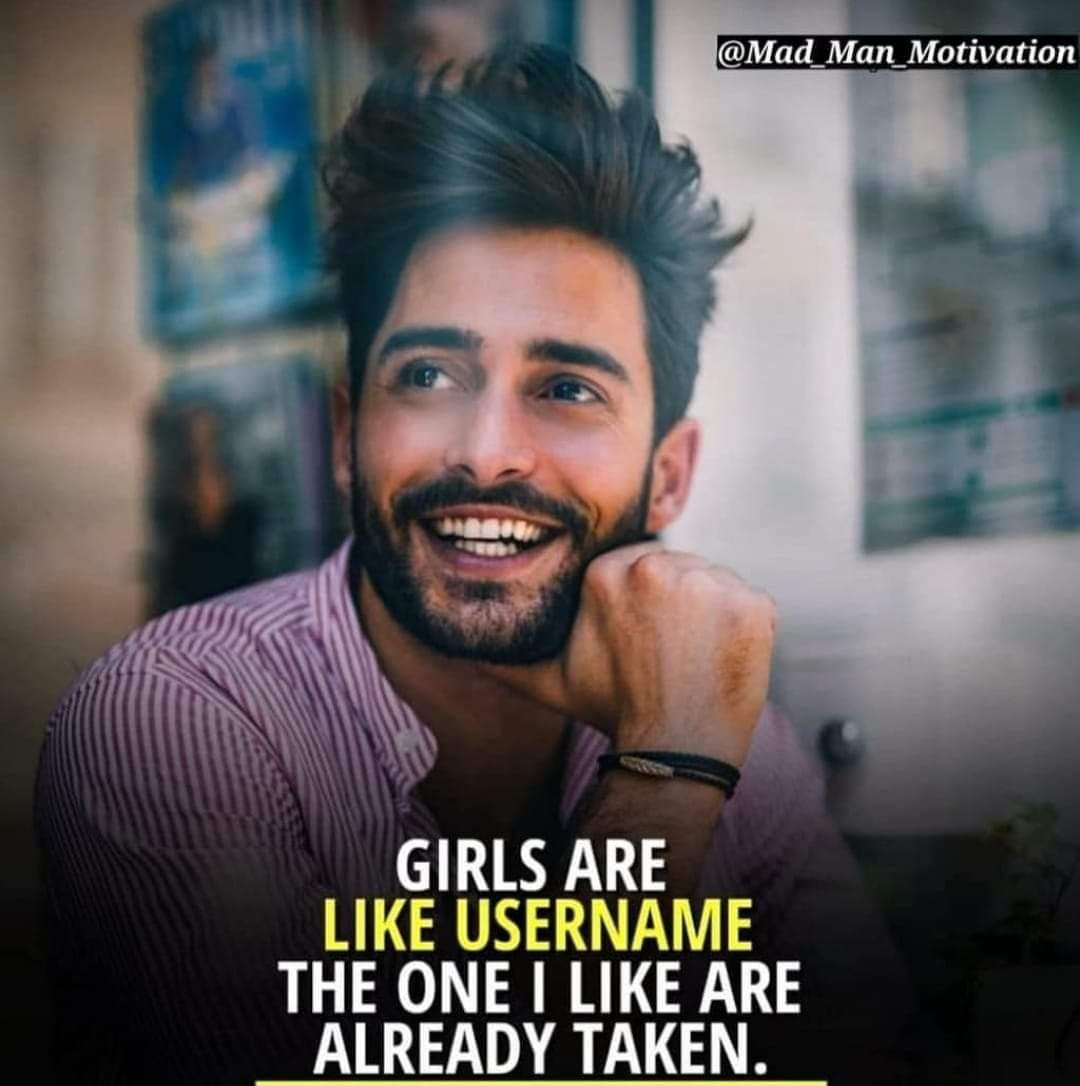 @Mad_Man_Motivation
GIRLS ARE
LIKE USERNAME
THE ONE I LIKE ARE
ALREADY TAKEN.